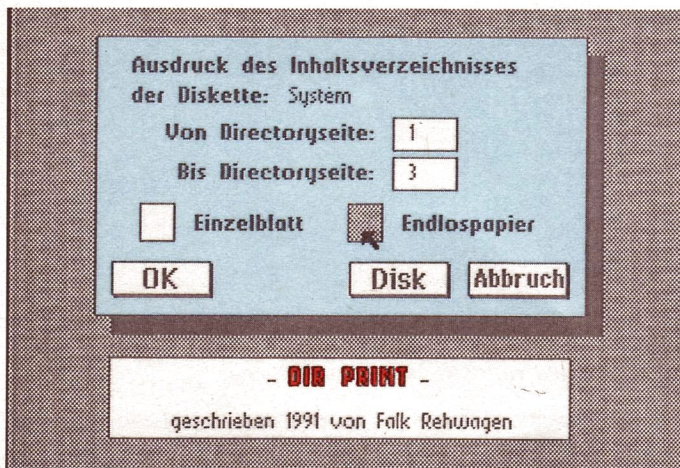 Ausdruck des Inhaltsverzeichnisses
der Diskette: System
Von Directoryseite: 1
Bis Directoryseite: 3
Einzelblatt Endlospapier
OK Disk Abbruch
- DIR PRINT -
geschrieben 1991 von Falk Rehwagen